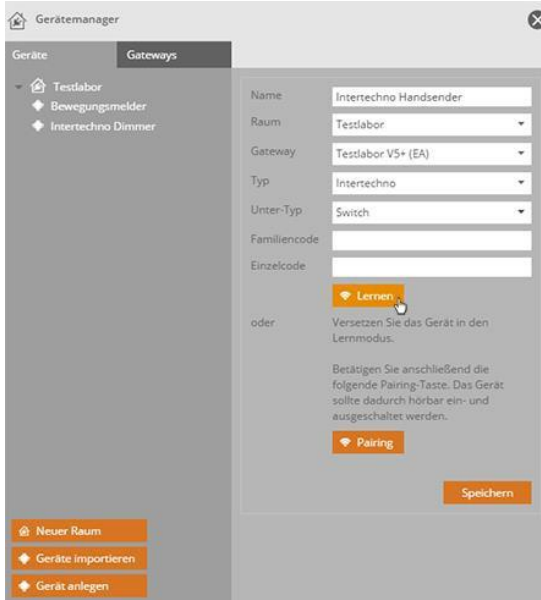 Gerätemanager
Geräte
Gateways
Testlabor
Bewegungsmelder
Intertechno Dimmer
Name
Intertechno Handsender
Raum
Testlabor
Gateway
Testlabor V5+ (EA)
Typ
Intertechno
Unter-Typ
Switch
Familiencode
Einzelcode
Lernen
oder
Versetzen Sie das Gerät in den
Lernmodus.
Betätigen Sie anschließend die
folgende Pairing-Taste. Das Gerät
sollte dadurch hörbar ein- und
ausgeschaltet werden.
Pairing
Speichern
Neuer Raum
Geräte importieren
Gerät anlegen